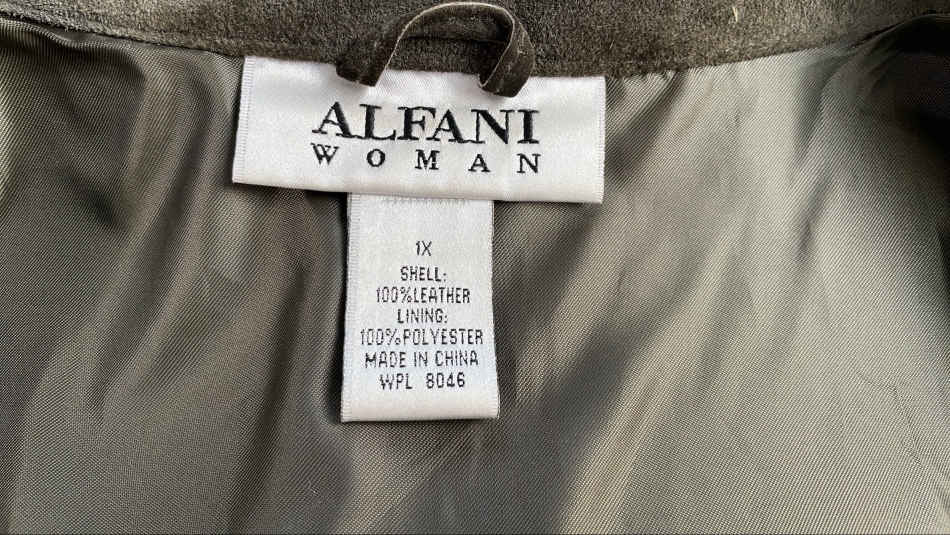 ALFANI
WOMAN
1X
SHELL:
100%LEATHER
LINING:
100%POLYESTER
MADE IN CHINA
WPL 8046